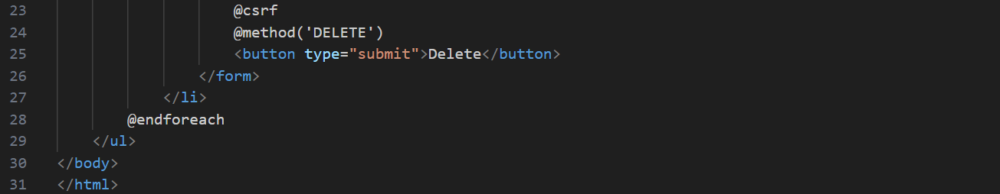 23 @csrf
24 @method('DELETE')
25 <button type="submit">Delete</button>
26 </form>
27 </li>
28 @endforeach
29 </ul>
30 </body>
31 </html>